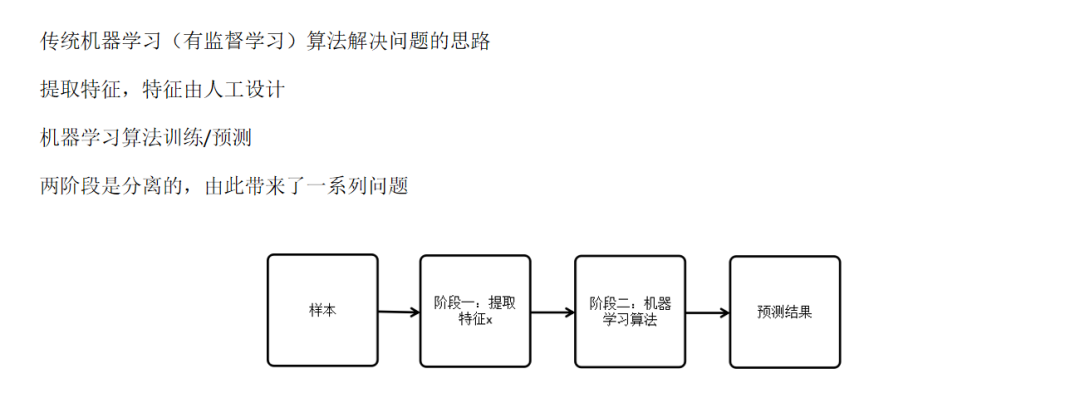 传统机器学习（有监督学习）算法解决问题的思路
提取特征，特征由人工设计
机器学习算法训练/预测
两阶段是分离的，由此带来了一系列问题
样本
阶段一：提取
特征x
阶段二：机器
学习算法
预测结果